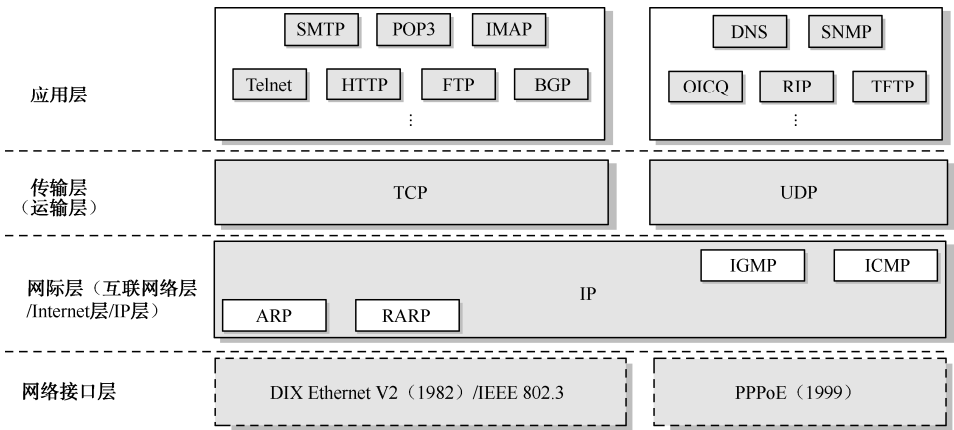 SMTP POP3 IMAP DNS SNMP
应用层
Telnet HTTP FTP BGP OICQ RIP TFTP
⋮ ⋮
传输层
（运输层）
TCP UDP
网际层（互联网络层
/Internet层/IP层）
IGMP ICMP
IP
ARP RARP
网络接口层
DIX Ethernet V2（1982）/IEEE 802.3 PPPoE（1999）